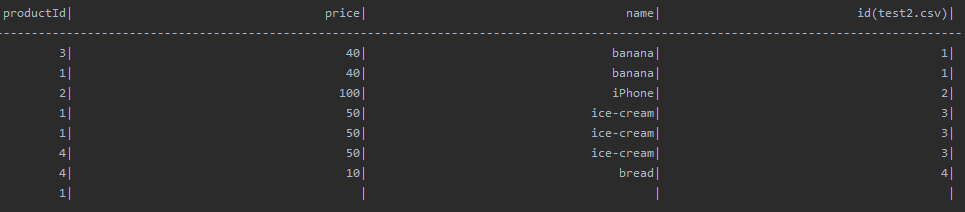 productId| price| name| id(test2.csv)|
--------------------------------------------------------------------------------------------------------------------------------------------
3| 40| banana| 1|
1| 40| banana| 1|
2| 100| iPhone| 2|
1| 50| ice-cream| 3|
1| 50| ice-cream| 3|
4| 50| ice-cream| 3|
4| 10| bread| 4|
1| | | |